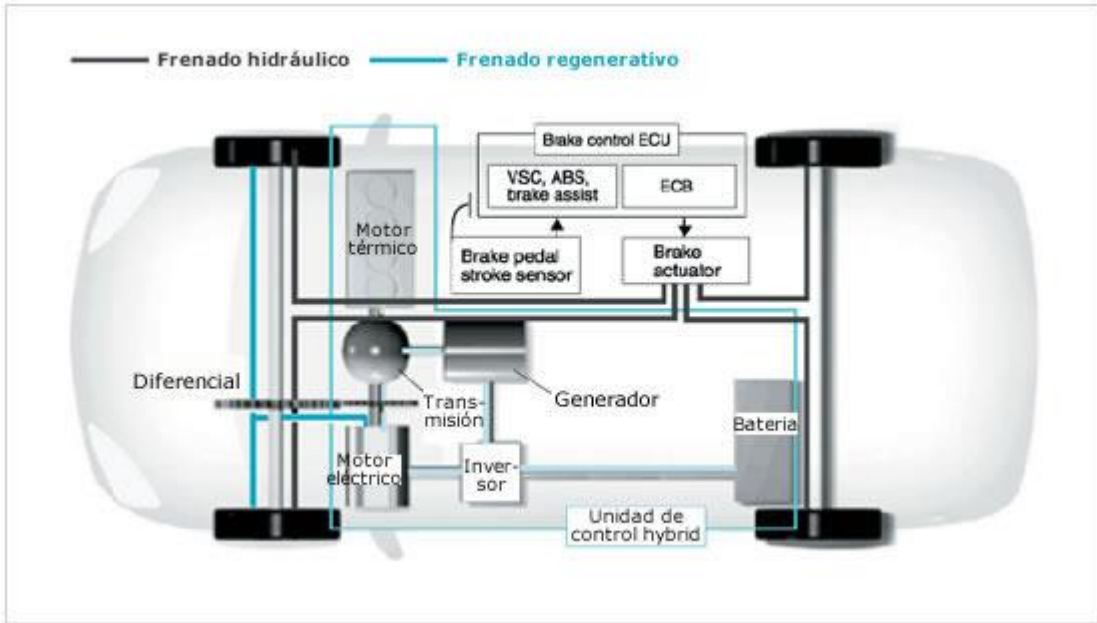 Frenado hidráulico
Frenado regenerativo
Brake control ECU
VSC, ABS,
brake assist
ECB
Motor
térmico
Brake pedal
stroke sensor
Brake
actuator
Diferencial
Trans-
misión
Generador
Bateria
Motor
eléctrico
Inver-
sor
Unidad de
control hybrid